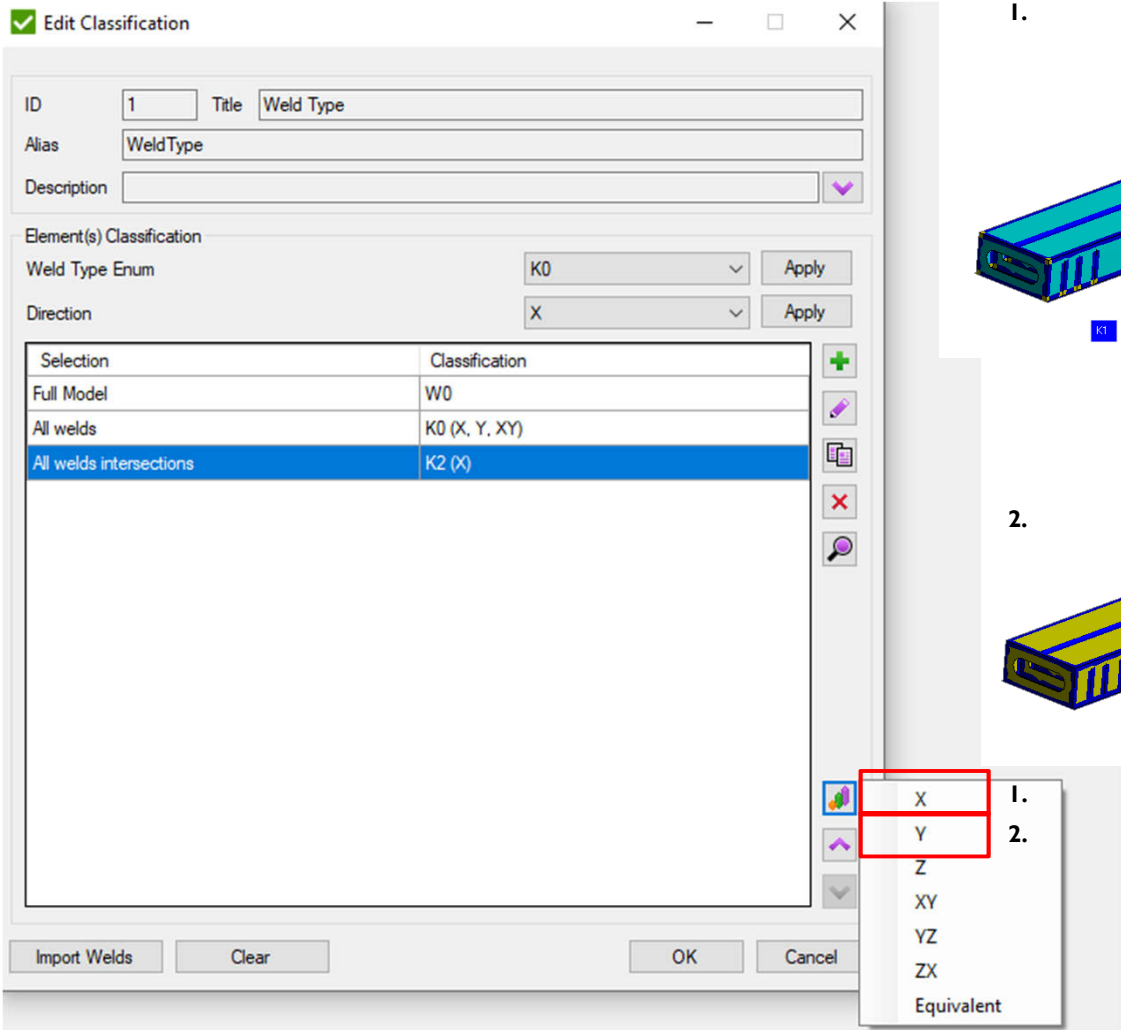 Edit Classification
ID 1 Title Weld Type
Alias WeldType
Description
Element(s) Classification
Weld Type Enum K0 Apply
Direction X Apply
Selection Classification
Full Model W0
All welds K0 (X, Y, XY)
All welds intersections K2 (X)
Import Welds Clear OK Cancel
1.
K1
2.
X 1.
Y 2.
Z
XY
YZ
ZX
Equivalent